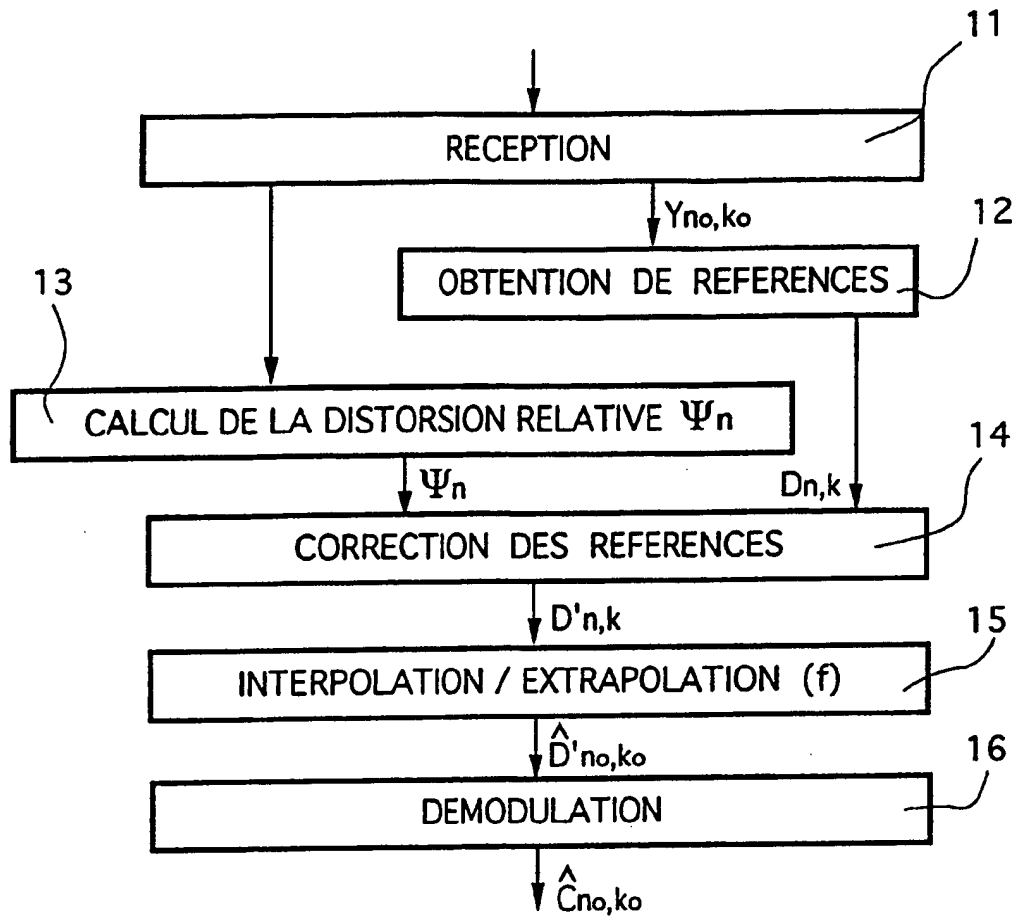 11
RECEPTION
Yno,ko
12
OBTENTION DE REFERENCES
13
CALCUL DE LA DISTORSION RELATIVE Ψn
Ψn
Dn,k
14
CORRECTION DES REFERENCES
D'n,k
15
INTERPOLATION / EXTRAPOLATION (f)
D̂'no,ko
16
DEMODULATION
Ĉno,ko